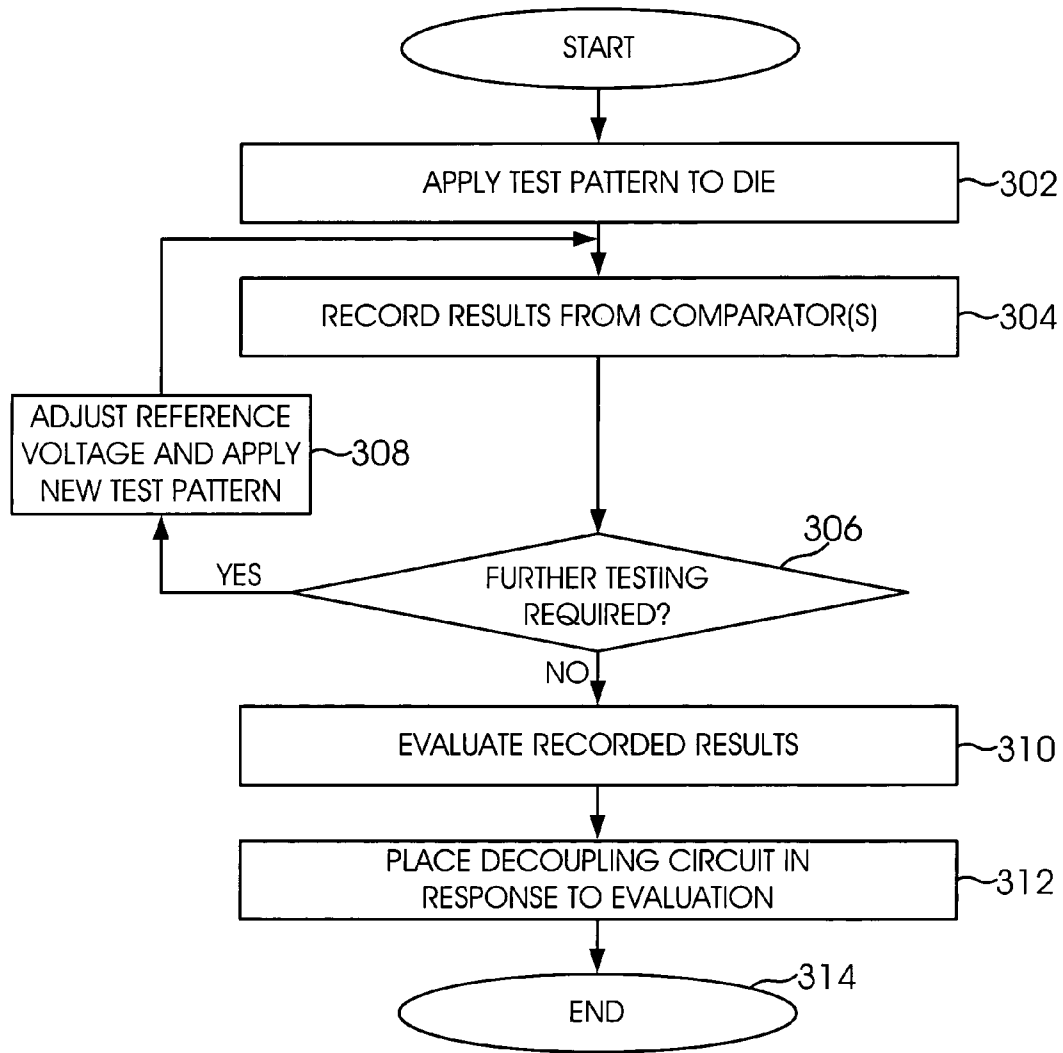 START
APPLY TEST PATTERN TO DIE
302
RECORD RESULTS FROM COMPARATOR(S)
304
ADJUST REFERENCE
VOLTAGE AND APPLY
NEW TEST PATTERN
308
306
YES
FURTHER TESTING
REQUIRED?
NO
EVALUATE RECORDED RESULTS
310
PLACE DECOUPLING CIRCUIT IN
RESPONSE TO EVALUATION
312
314
END